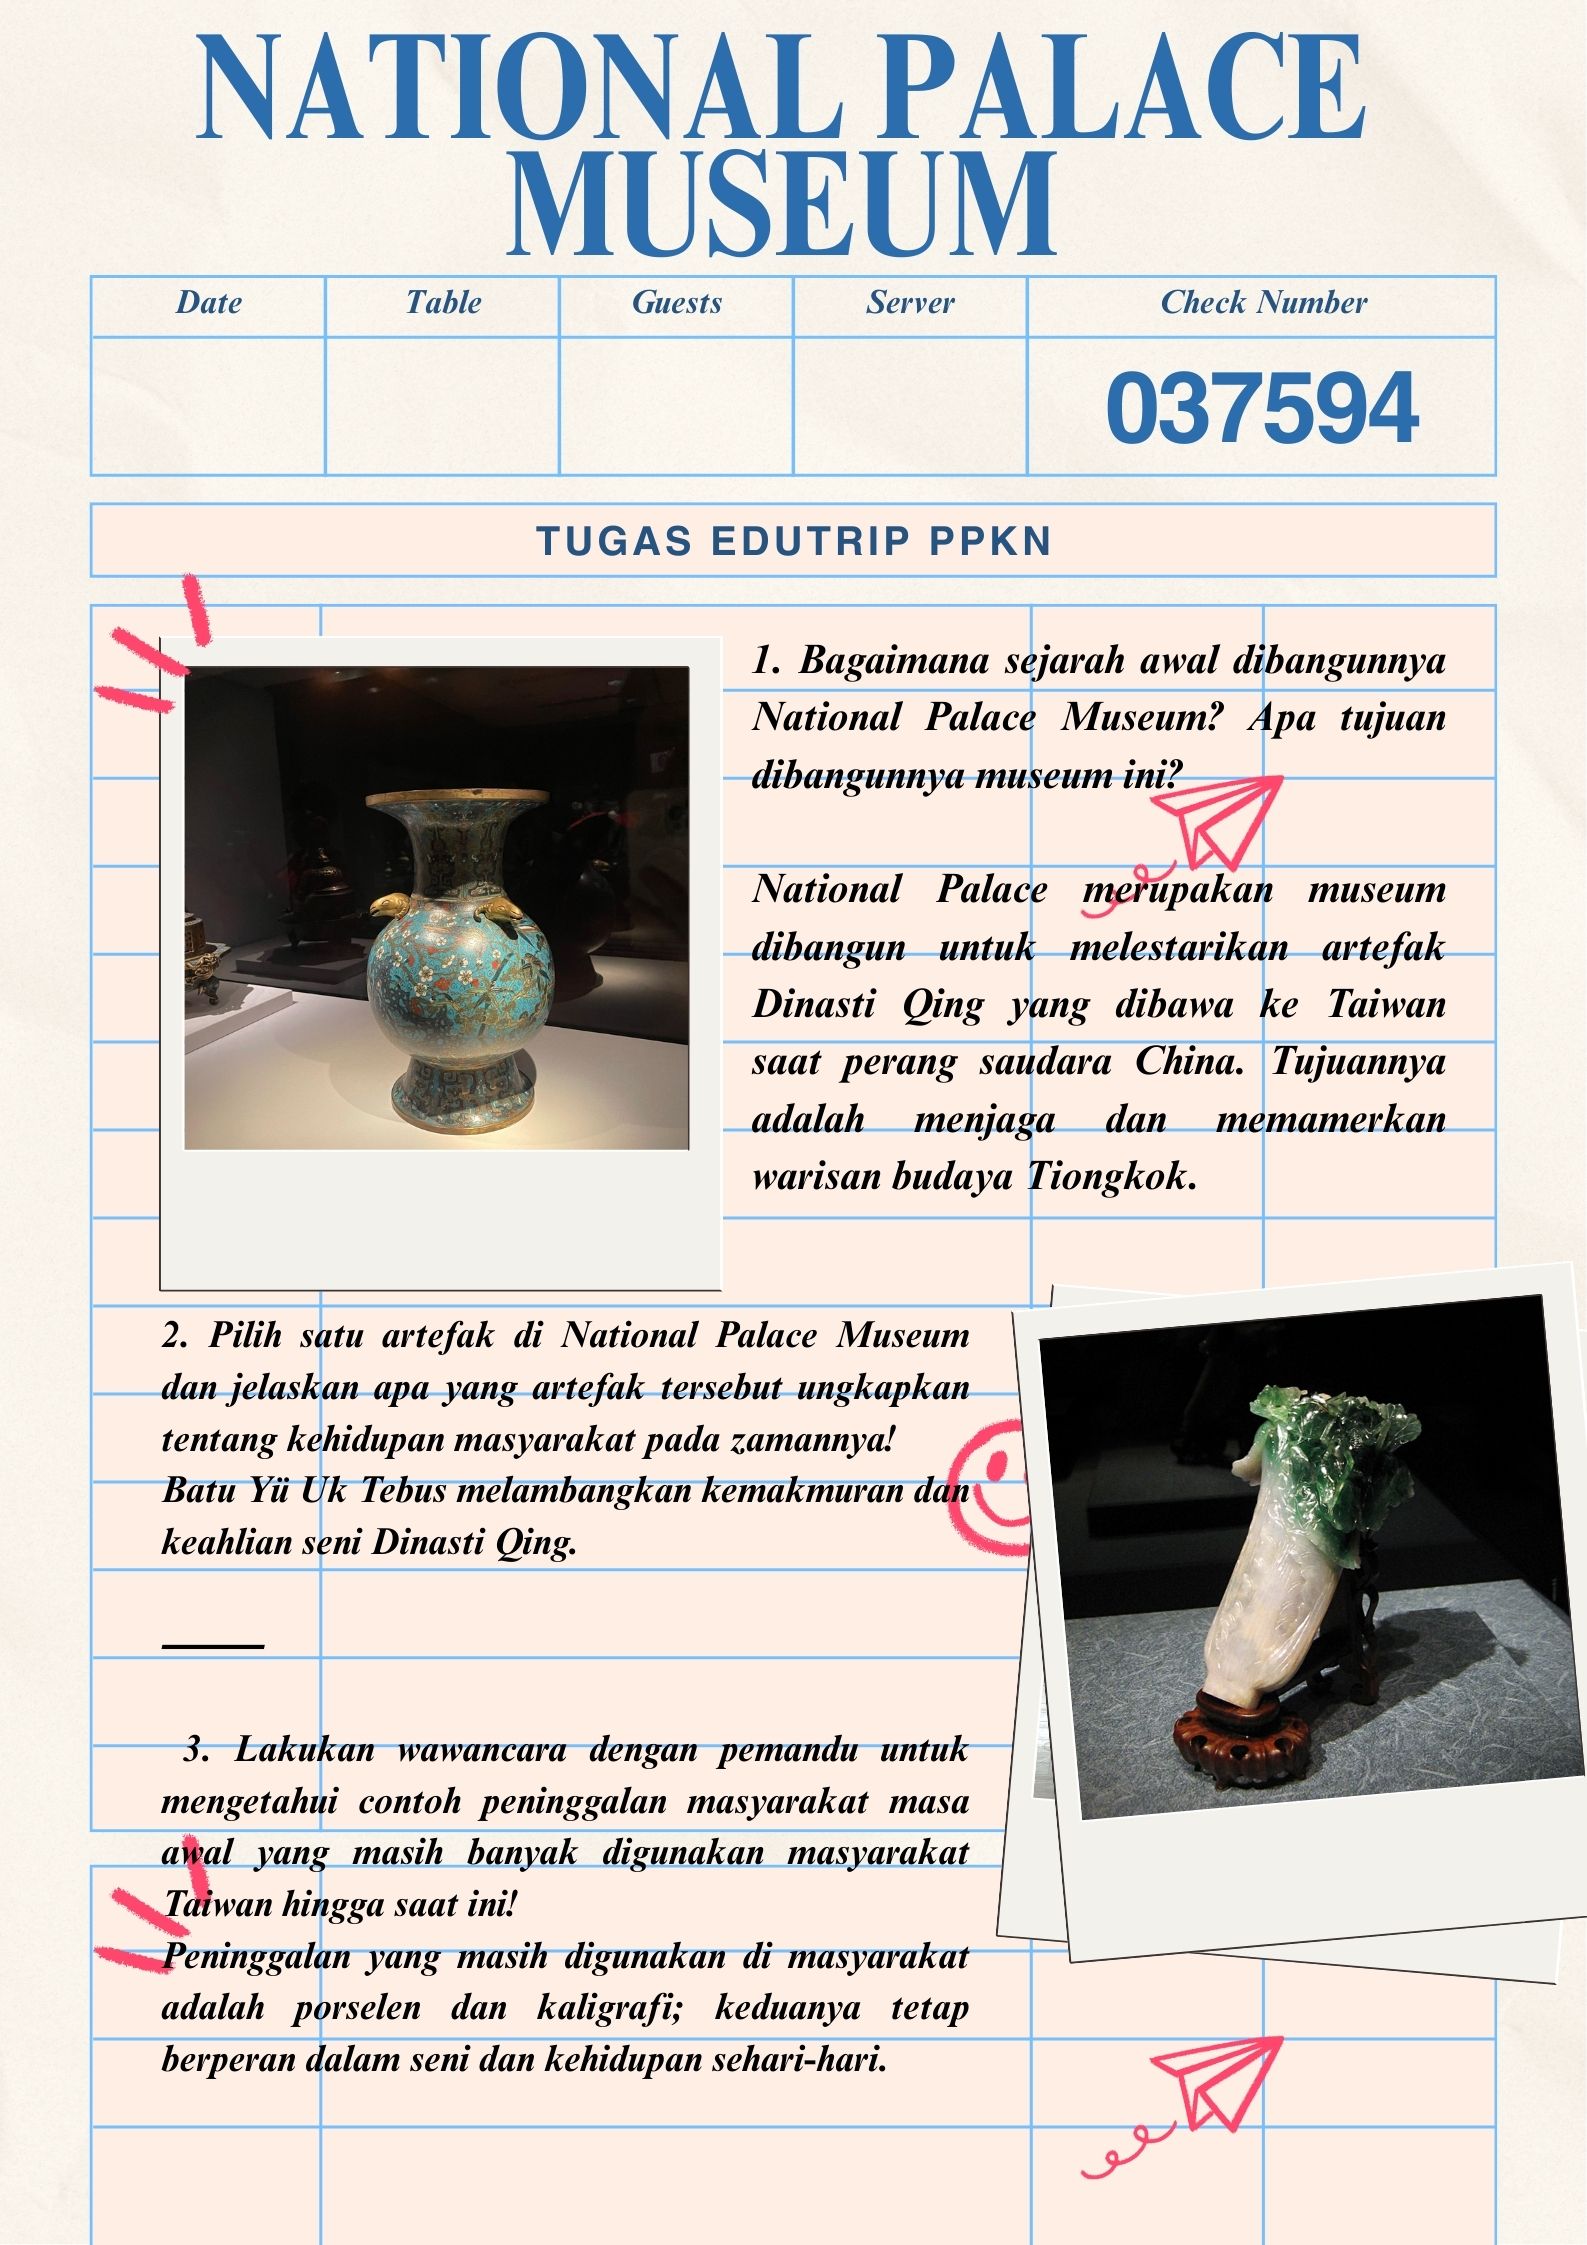 NATIONAL PALACE
MUSEUM
Date Table Guests Server Check Number
037594
TUGAS EDUTRIP PPKN
1. Bagaimana sejarah awal dibangunnya
National Palace Museum? Apa tujuan
dibangunnya museum ini?
National Palace merupakan museum
dibangun untuk melestarikan artefak
Dinasti Qing yang dibawa ke Taiwan
saat perang saudara China. Tujuannya
adalah menjaga dan memamerkan
warisan budaya Tiongkok.
2. Pilih satu artefak di National Palace Museum
dan jelaskan apa yang artefak tersebut ungkapkan
tentang kehidupan masyarakat pada zamannya!
Batu Yü Uk Tebus melambangkan kemakmuran dan
keahlian seni Dinasti Qing.
3. Lakukan wawancara dengan pemandu untuk
mengetahui contoh peninggalan masyarakat masa
awal yang masih banyak digunakan masyarakat
Taiwan hingga saat ini!
Peninggalan yang masih digunakan di masyarakat
adalah porselen dan kaligrafi; keduanya tetap
berperan dalam seni dan kehidupan sehari-hari.